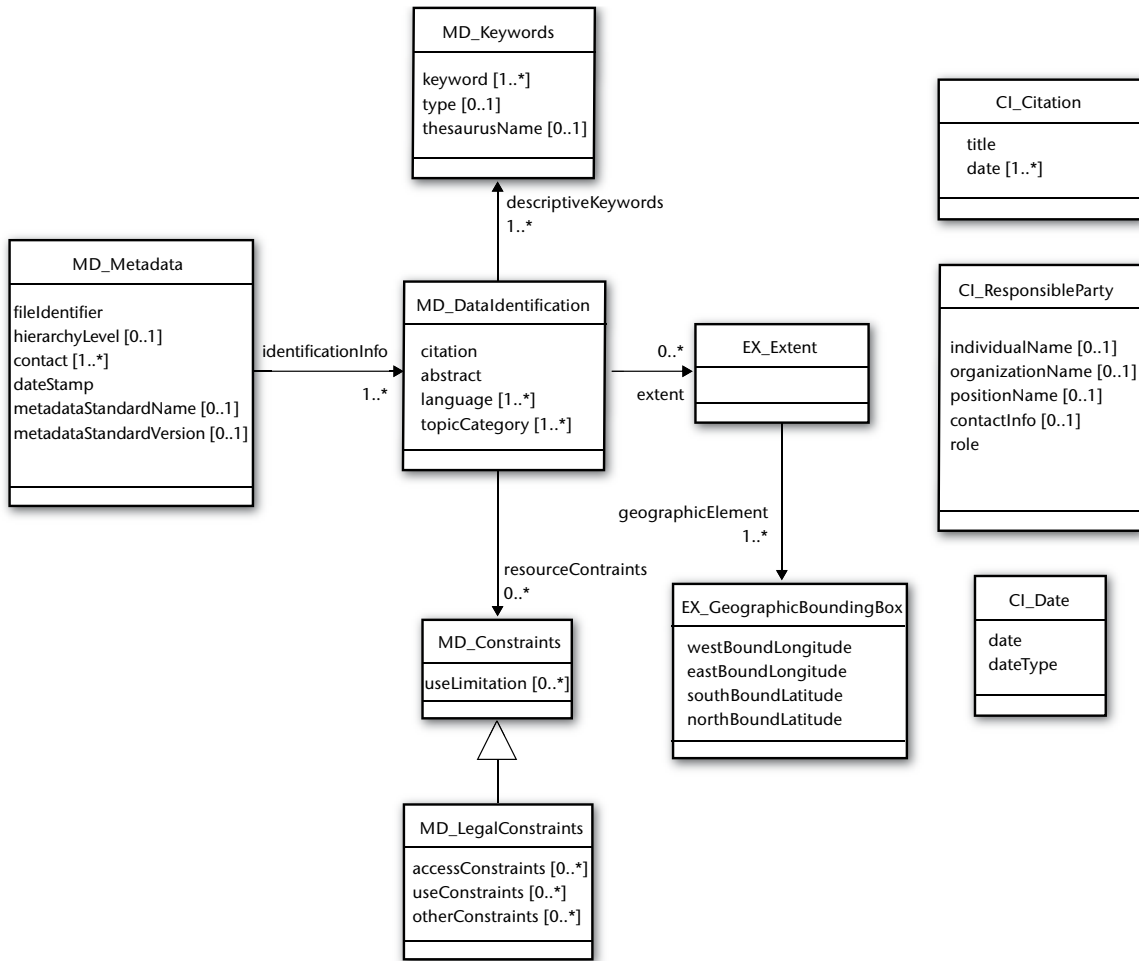 MD_Keywords
keyword [1..*]
type [0..1]
thesaurusName [0..1]
descriptiveKeywords
1..*
MD_Metadata
fileIdentifier
hierarchyLevel [0..1]
contact [1..*]
dateStamp
metadataStandardName [0..1]
metadataStandardVersion [0..1]
identificationInfo
1..*
MD_DataIdentification
citation
abstract
language [1..*]
topicCategory [1..*]
0..*
extent
EX_Extent
geographicElement
1..*
resourceContraints
0..*
MD_Constraints
useLimitation [0..*]
EX_GeographicBoundingBox
westBoundLongitude
eastBoundLongitude
southBoundLatitude
northBoundLatitude
MD_LegalConstraints
accessConstraints [0..*]
useConstraints [0..*]
otherConstraints [0..*]
CI_Citation
title
date [1..*]
CI_ResponsibleParty
individualName [0..1]
organizationName [0..1]
positionName [0..1]
contactInfo [0..1]
role
CI_Date
date
dateType